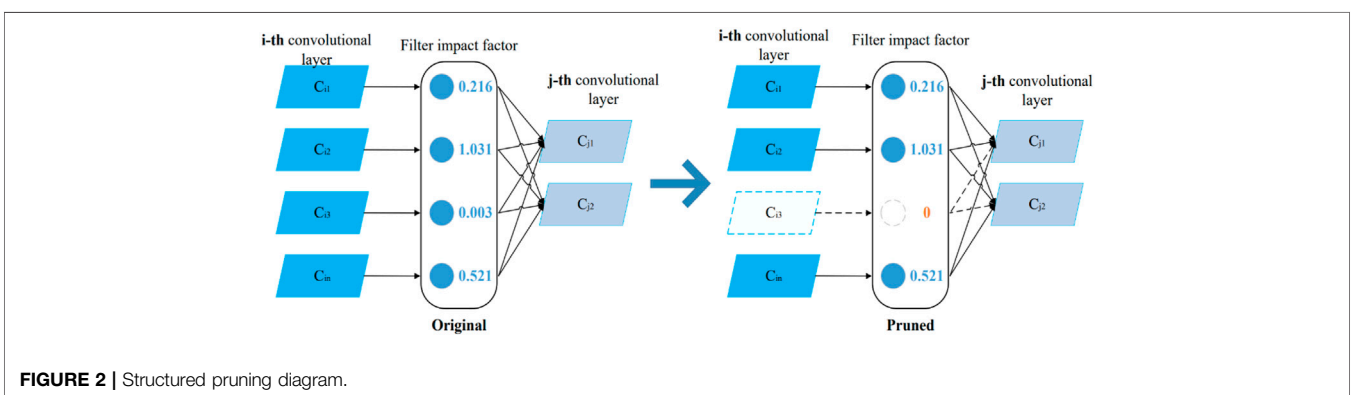 i-th convolutional
layer
Filter impact factor
j-th convolutional
layer
Ci1
0.216
Ci2
1.031
Ci3
0.003
Cin
0.521
Cj1
Cj2
Original
i-th convolutional
layer
Filter impact factor
j-th convolutional
layer
Ci1
0.216
Ci2
1.031
Ci3
0
Cin
0.521
Cj1
Cj2
Pruned
FIGURE 2 | Structured pruning diagram.